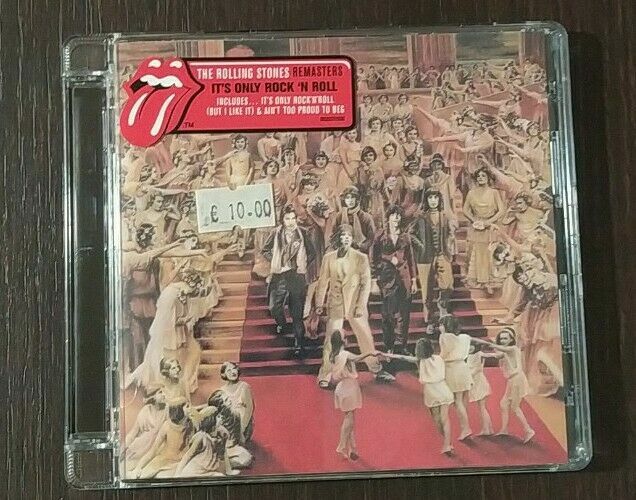 THE ROLLING STONES REMASTERS
IT'S ONLY ROCK 'N ROLL
INCLUDES... IT'S ONLY ROCK'N'ROLL
(BUT I LIKE IT) & AIN'T TOO PROUD TO BEG
TM
€ 10.00